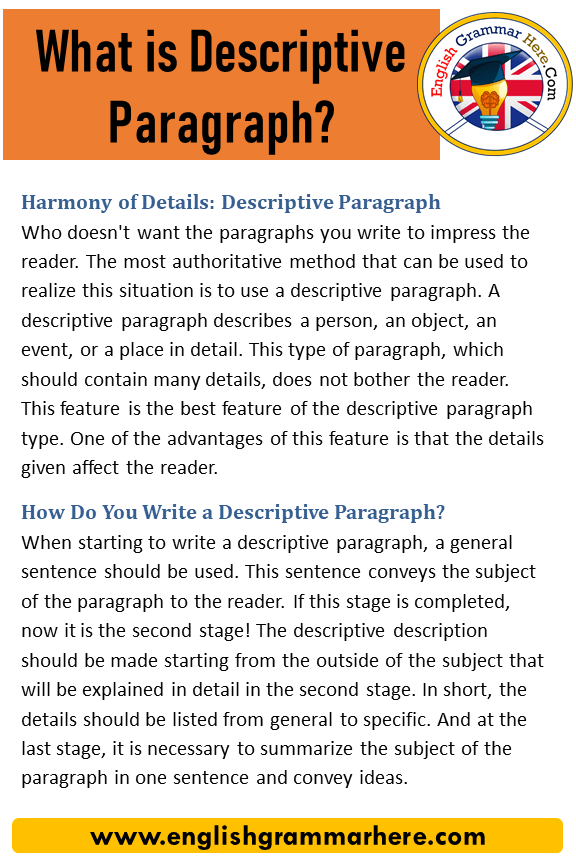 What is Descriptive
Paragraph?
English Grammar Here.Com
Harmony of Details: Descriptive Paragraph
Who doesn't want the paragraphs you write to impress the
reader. The most authoritative method that can be used to
realize this situation is to use a descriptive paragraph. A
descriptive paragraph describes a person, an object, an
event, or a place in detail. This type of paragraph, which
should contain many details, does not bother the reader.
This feature is the best feature of the descriptive paragraph
type. One of the advantages of this feature is that the details
given affect the reader.
How Do You Write a Descriptive Paragraph?
When starting to write a descriptive paragraph, a general
sentence should be used. This sentence conveys the subject
of the paragraph to the reader. If this stage is completed,
now it is the second stage! The descriptive description
should be made starting from the outside of the subject that
will be explained in detail in the second stage. In short, the
details should be listed from general to specific. And at the
last stage, it is necessary to summarize the subject of the
paragraph in one sentence and convey ideas.
www.englishgrammarhere.com